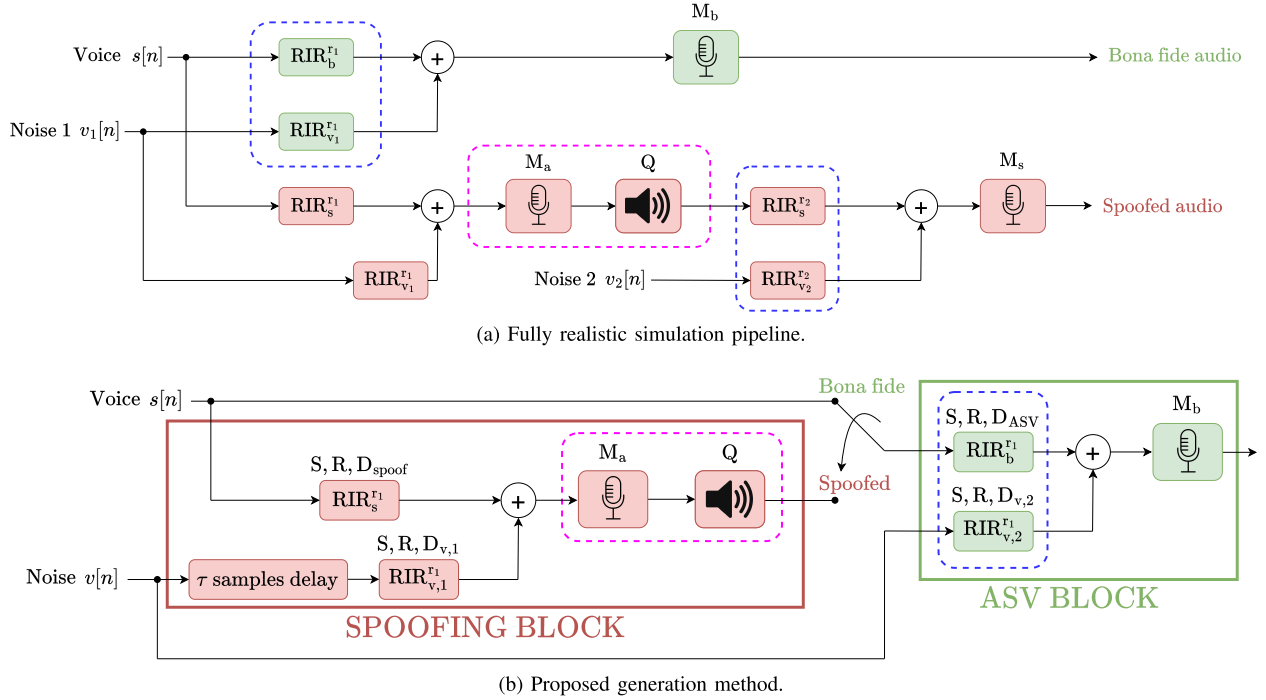 M_b
Voice s[n] RIR_b^{r_1} + Bona fide audio
Noise 1 v_1[n] RIR_{v_1}^{r_1}
M_a Q M_s
RIR_s^{r_1} + RIR_s^{r_2} + Spoofed audio
RIR_{v_1}^{r_1} Noise 2 v_2[n] RIR_{v_2}^{r_2}
(a) Fully realistic simulation pipeline.
Voice s[n] Bona fide
S, R, D_ASV M_b
M_a Q RIR_b^{r_1} +
S, R, D_spoof Spoofed
RIR_s^{r_1} + S, R, D_{v,2}
RIR_{v,2}^{r_1}
S, R, D_{v,1}
Noise v[n] τ samples delay RIR_{v,1}^{r_1}
ASV BLOCK
SPOOFING BLOCK
(b) Proposed generation method.